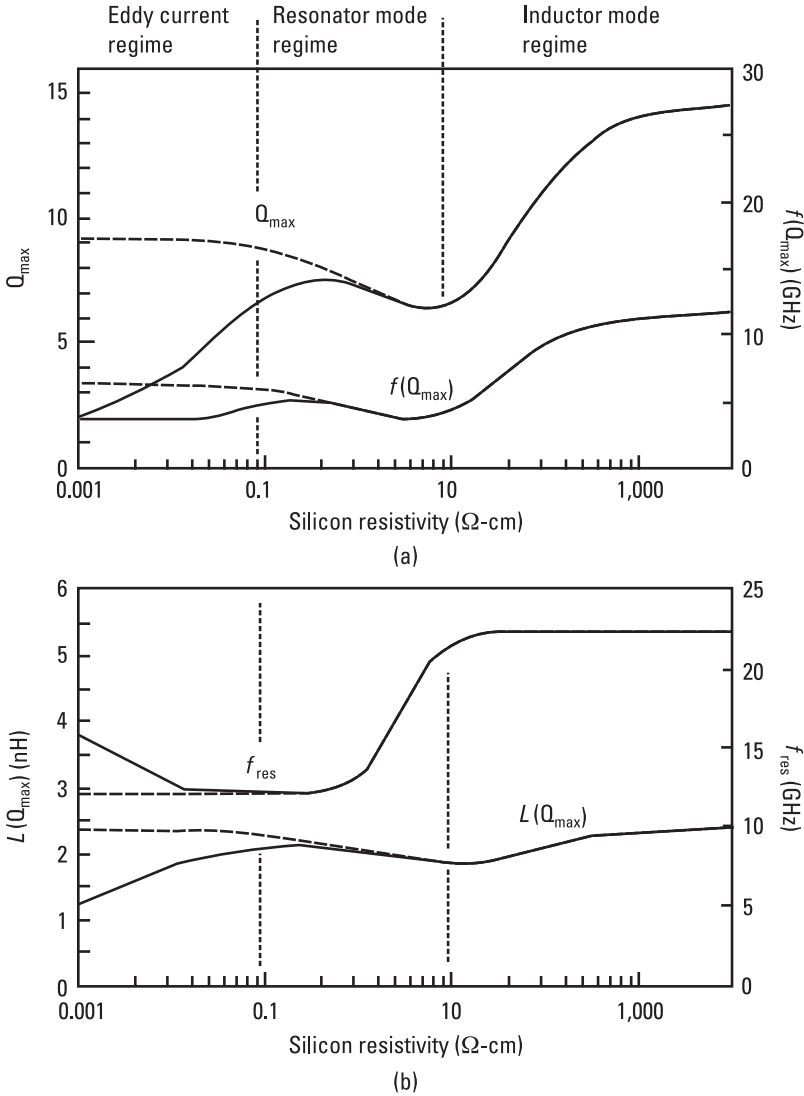 Eddy current regime
Resonator mode regime
Inductor mode regime
15
10
5
0
Q_max
30
20
10
0
f(Q_max) (GHz)
Q_max
f(Q_max)
0.001
0.1
10
1,000
Silicon resistivity (Ω-cm)
(a)
6
5
4
3
2
1
0
L(Q_max) (nH)
25
20
15
10
5
0
f_res (GHz)
f_res
L(Q_max)
0.001
0.1
10
1,000
Silicon resistivity (Ω-cm)
(b)